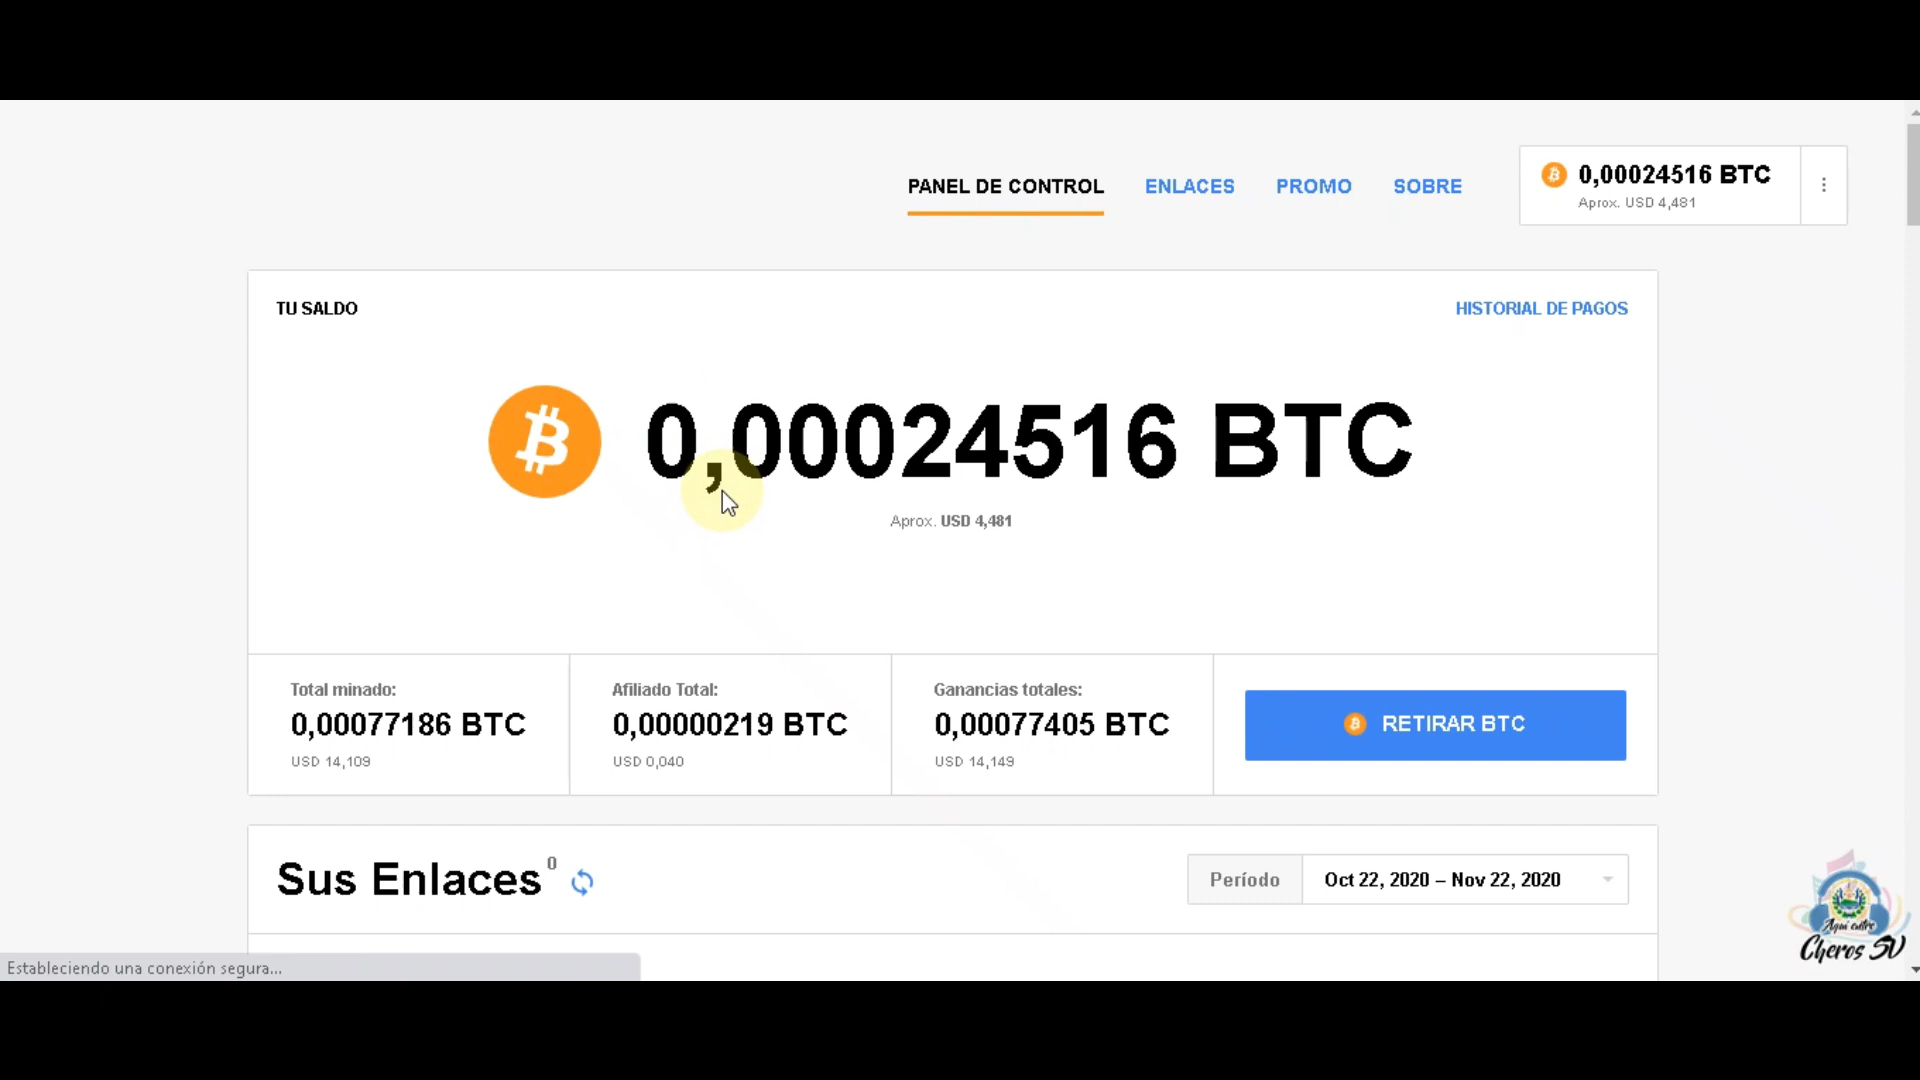 PANEL DE CONTROL ENLACES PROMO SOBRE
0,00024516 BTC
Aprox. USD 4,481
TU SALDO
HISTORIAL DE PAGOS
0,00024516 BTC
Aprox. USD 4,481
Total minado:
0,00077186 BTC
USD 14,109
Afiliado Total:
0,00000219 BTC
USD 0,040
Ganancias totales:
0,00077405 BTC
USD 14,149
RETIRAR BTC
Sus Enlaces 0
Período Oct 22, 2020 – Nov 22, 2020
Aquí entre
Cheros SV
Estableciendo una conexión segura...